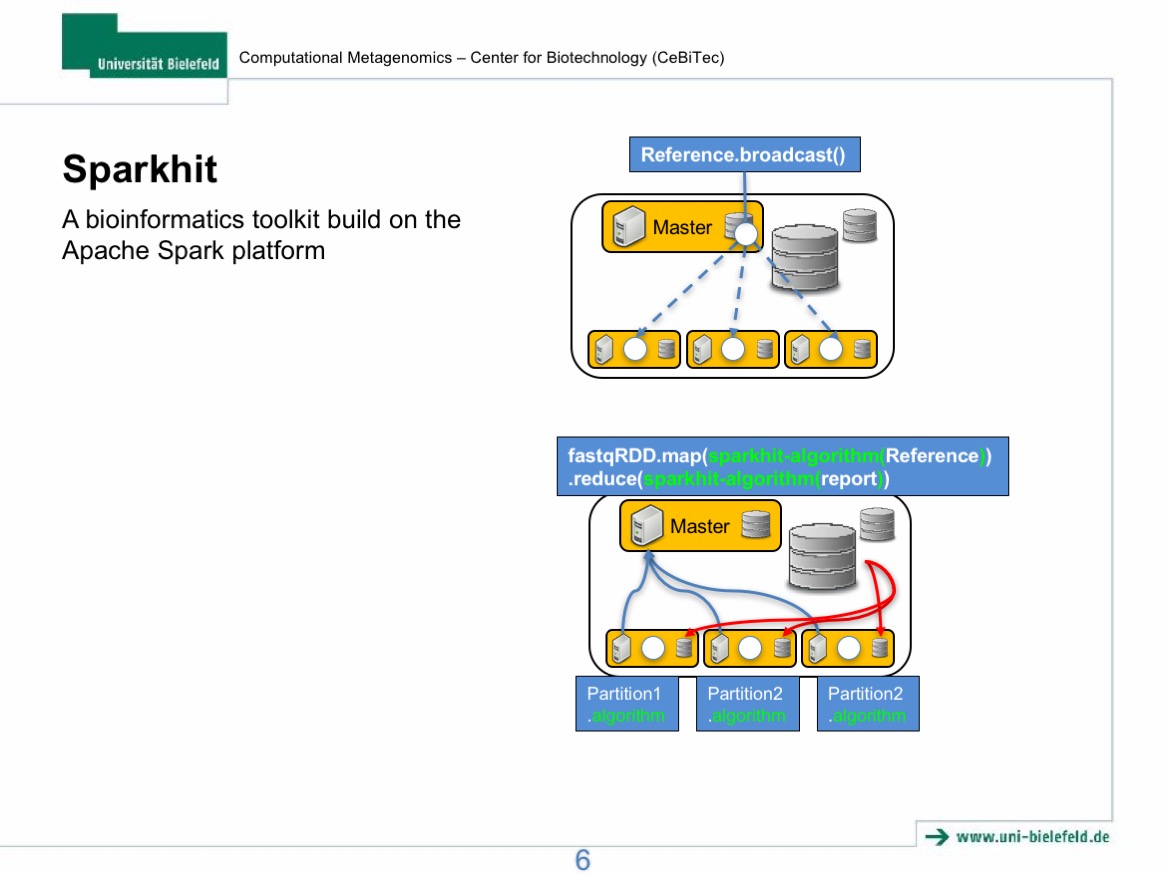 Universität Bielefeld
Computational Metagenomics – Center for Biotechnology (CeBiTec)
Sparkhit
A bioinformatics toolkit build on the
Apache Spark platform
Reference.broadcast()
Master
fastqRDD.map(sparkhit-algorithm(Reference))
.reduce(sparkhit-algorithm(report))
Master
Partition1
.algorithm
Partition2
.algorithm
Partition2
.algorithm
www.uni-bielefeld.de
6